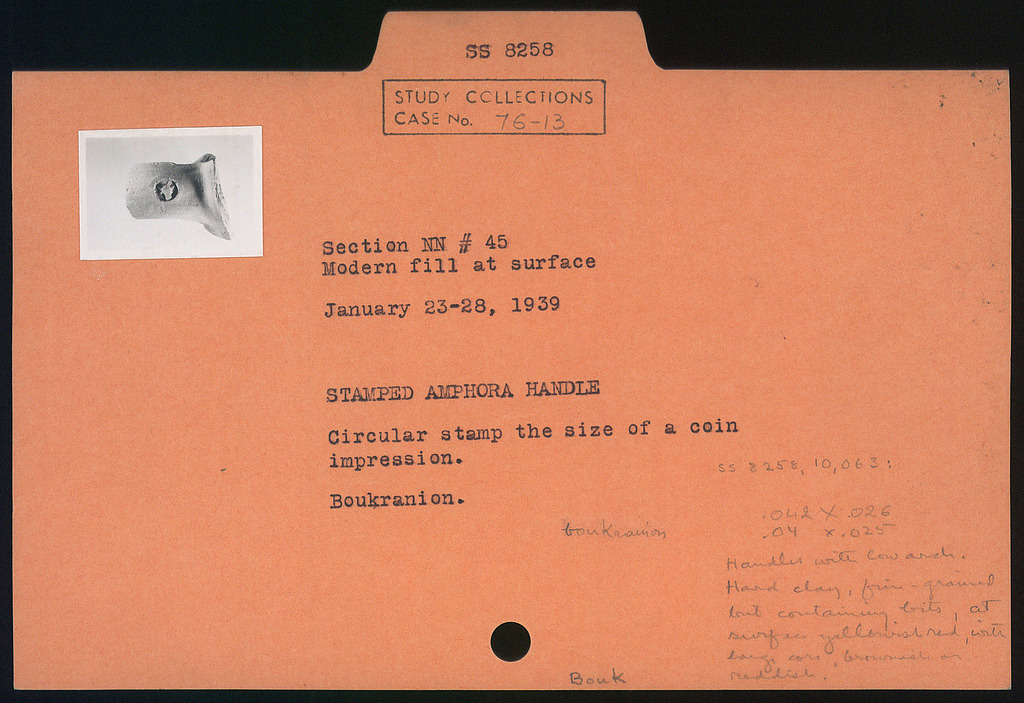 SS 8258
STUDY COLLECTIONS
CASE No. 76-13
Section NN # 45
Modern fill at surface
January 23-28, 1939
STAMPED AMPHORA HANDLE
Circular stamp the size of a coin
impression.
Boukranion.
boukranion
SS 8258, 10,063:
.042 X .026
.04 x .025
Handles with low arch.
Hard clay, fine-grained
but containing bits, at
surface yellowish red, with
core, brownish or
reddish.
Bouk